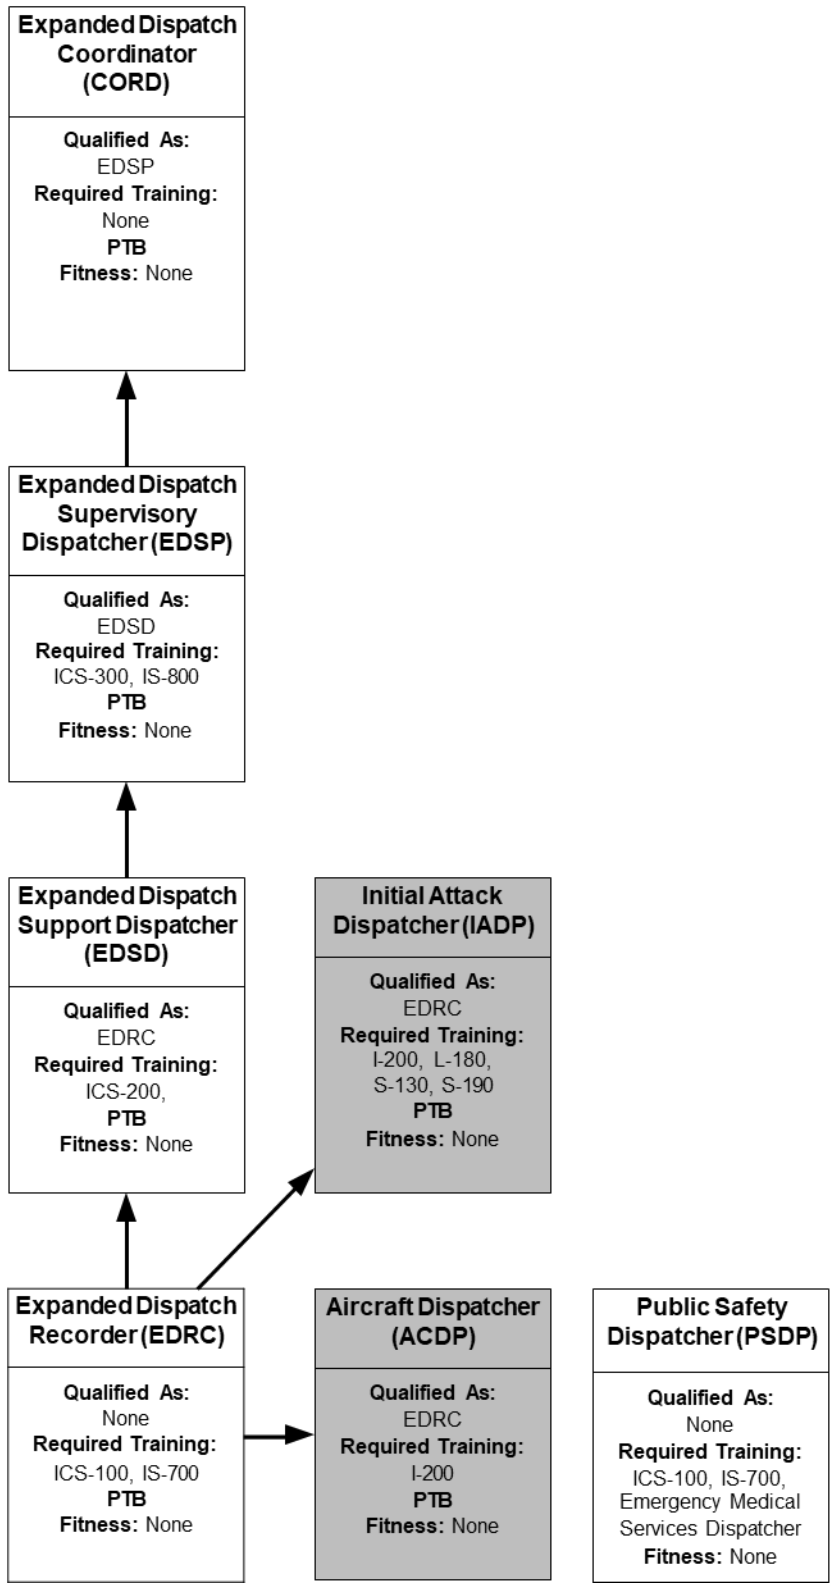 Expanded Dispatch
Coordinator
(CORD)
Qualified As:
EDSP
Required Training:
None
PTB
Fitness: None
Expanded Dispatch
Supervisory
Dispatcher (EDSP)
Qualified As:
EDSD
Required Training:
ICS-300, IS-800
PTB
Fitness: None
Expanded Dispatch
Support Dispatcher
(EDSD)
Qualified As:
EDRC
Required Training:
ICS-200,
PTB
Fitness: None
Initial Attack
Dispatcher (IADP)
Qualified As:
EDRC
Required Training:
I-200, L-180,
S-130, S-190
PTB
Fitness: None
Expanded Dispatch
Recorder (EDRC)
Qualified As:
None
Required Training:
ICS-100, IS-700
PTB
Fitness: None
Aircraft Dispatcher
(ACDP)
Qualified As:
EDRC
Required Training:
I-200
PTB
Fitness: None
Public Safety
Dispatcher (PSDP)
Qualified As:
None
Required Training:
ICS-100, IS-700,
Emergency Medical
Services Dispatcher
Fitness: None